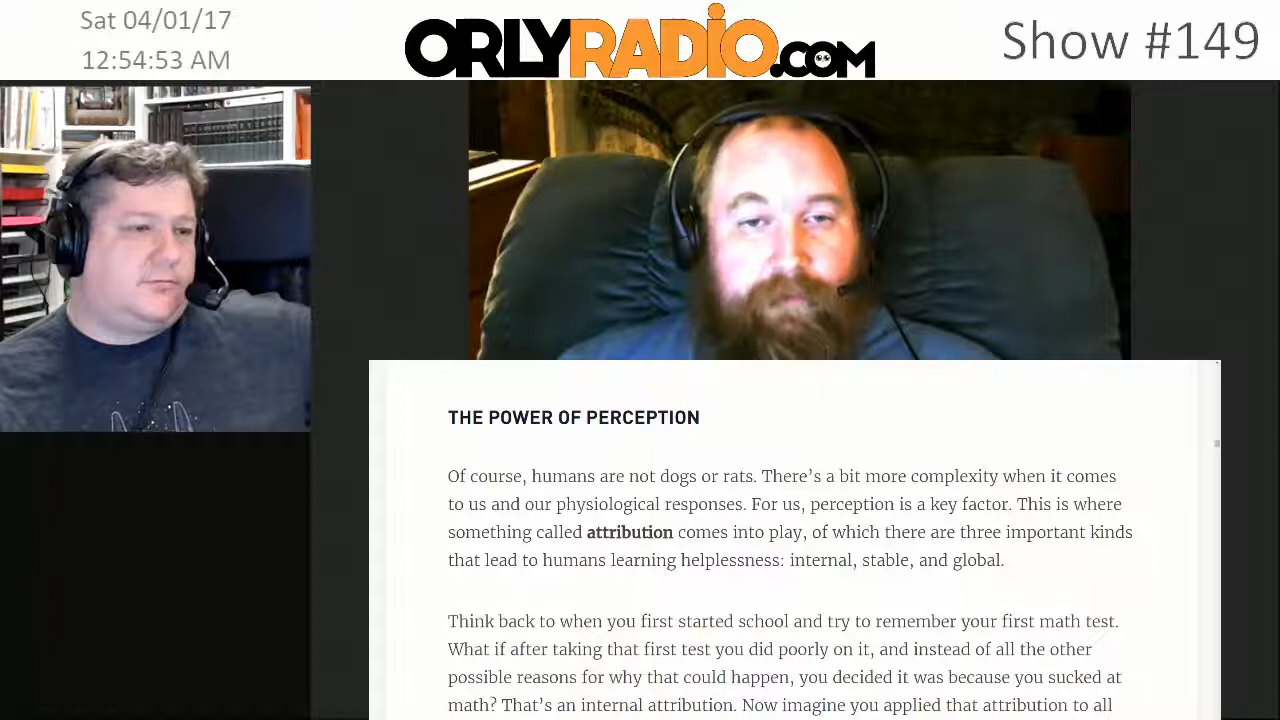 Sat 04/01/17
12:54:53 AM
ORLYRADIO.COM
Show #149
THE POWER OF PERCEPTION
Of course, humans are not dogs or rats. There’s a bit more complexity when it comes
to us and our physiological responses. For us, perception is a key factor. This is where
something called attribution comes into play, of which there are three important kinds
that lead to humans learning helplessness: internal, stable, and global.
Think back to when you first started school and try to remember your first math test.
What if after taking that first test you did poorly on it, and instead of all the other
possible reasons for why that could happen, you decided it was because you sucked at
math? That’s an internal attribution. Now imagine you applied that attribution to all